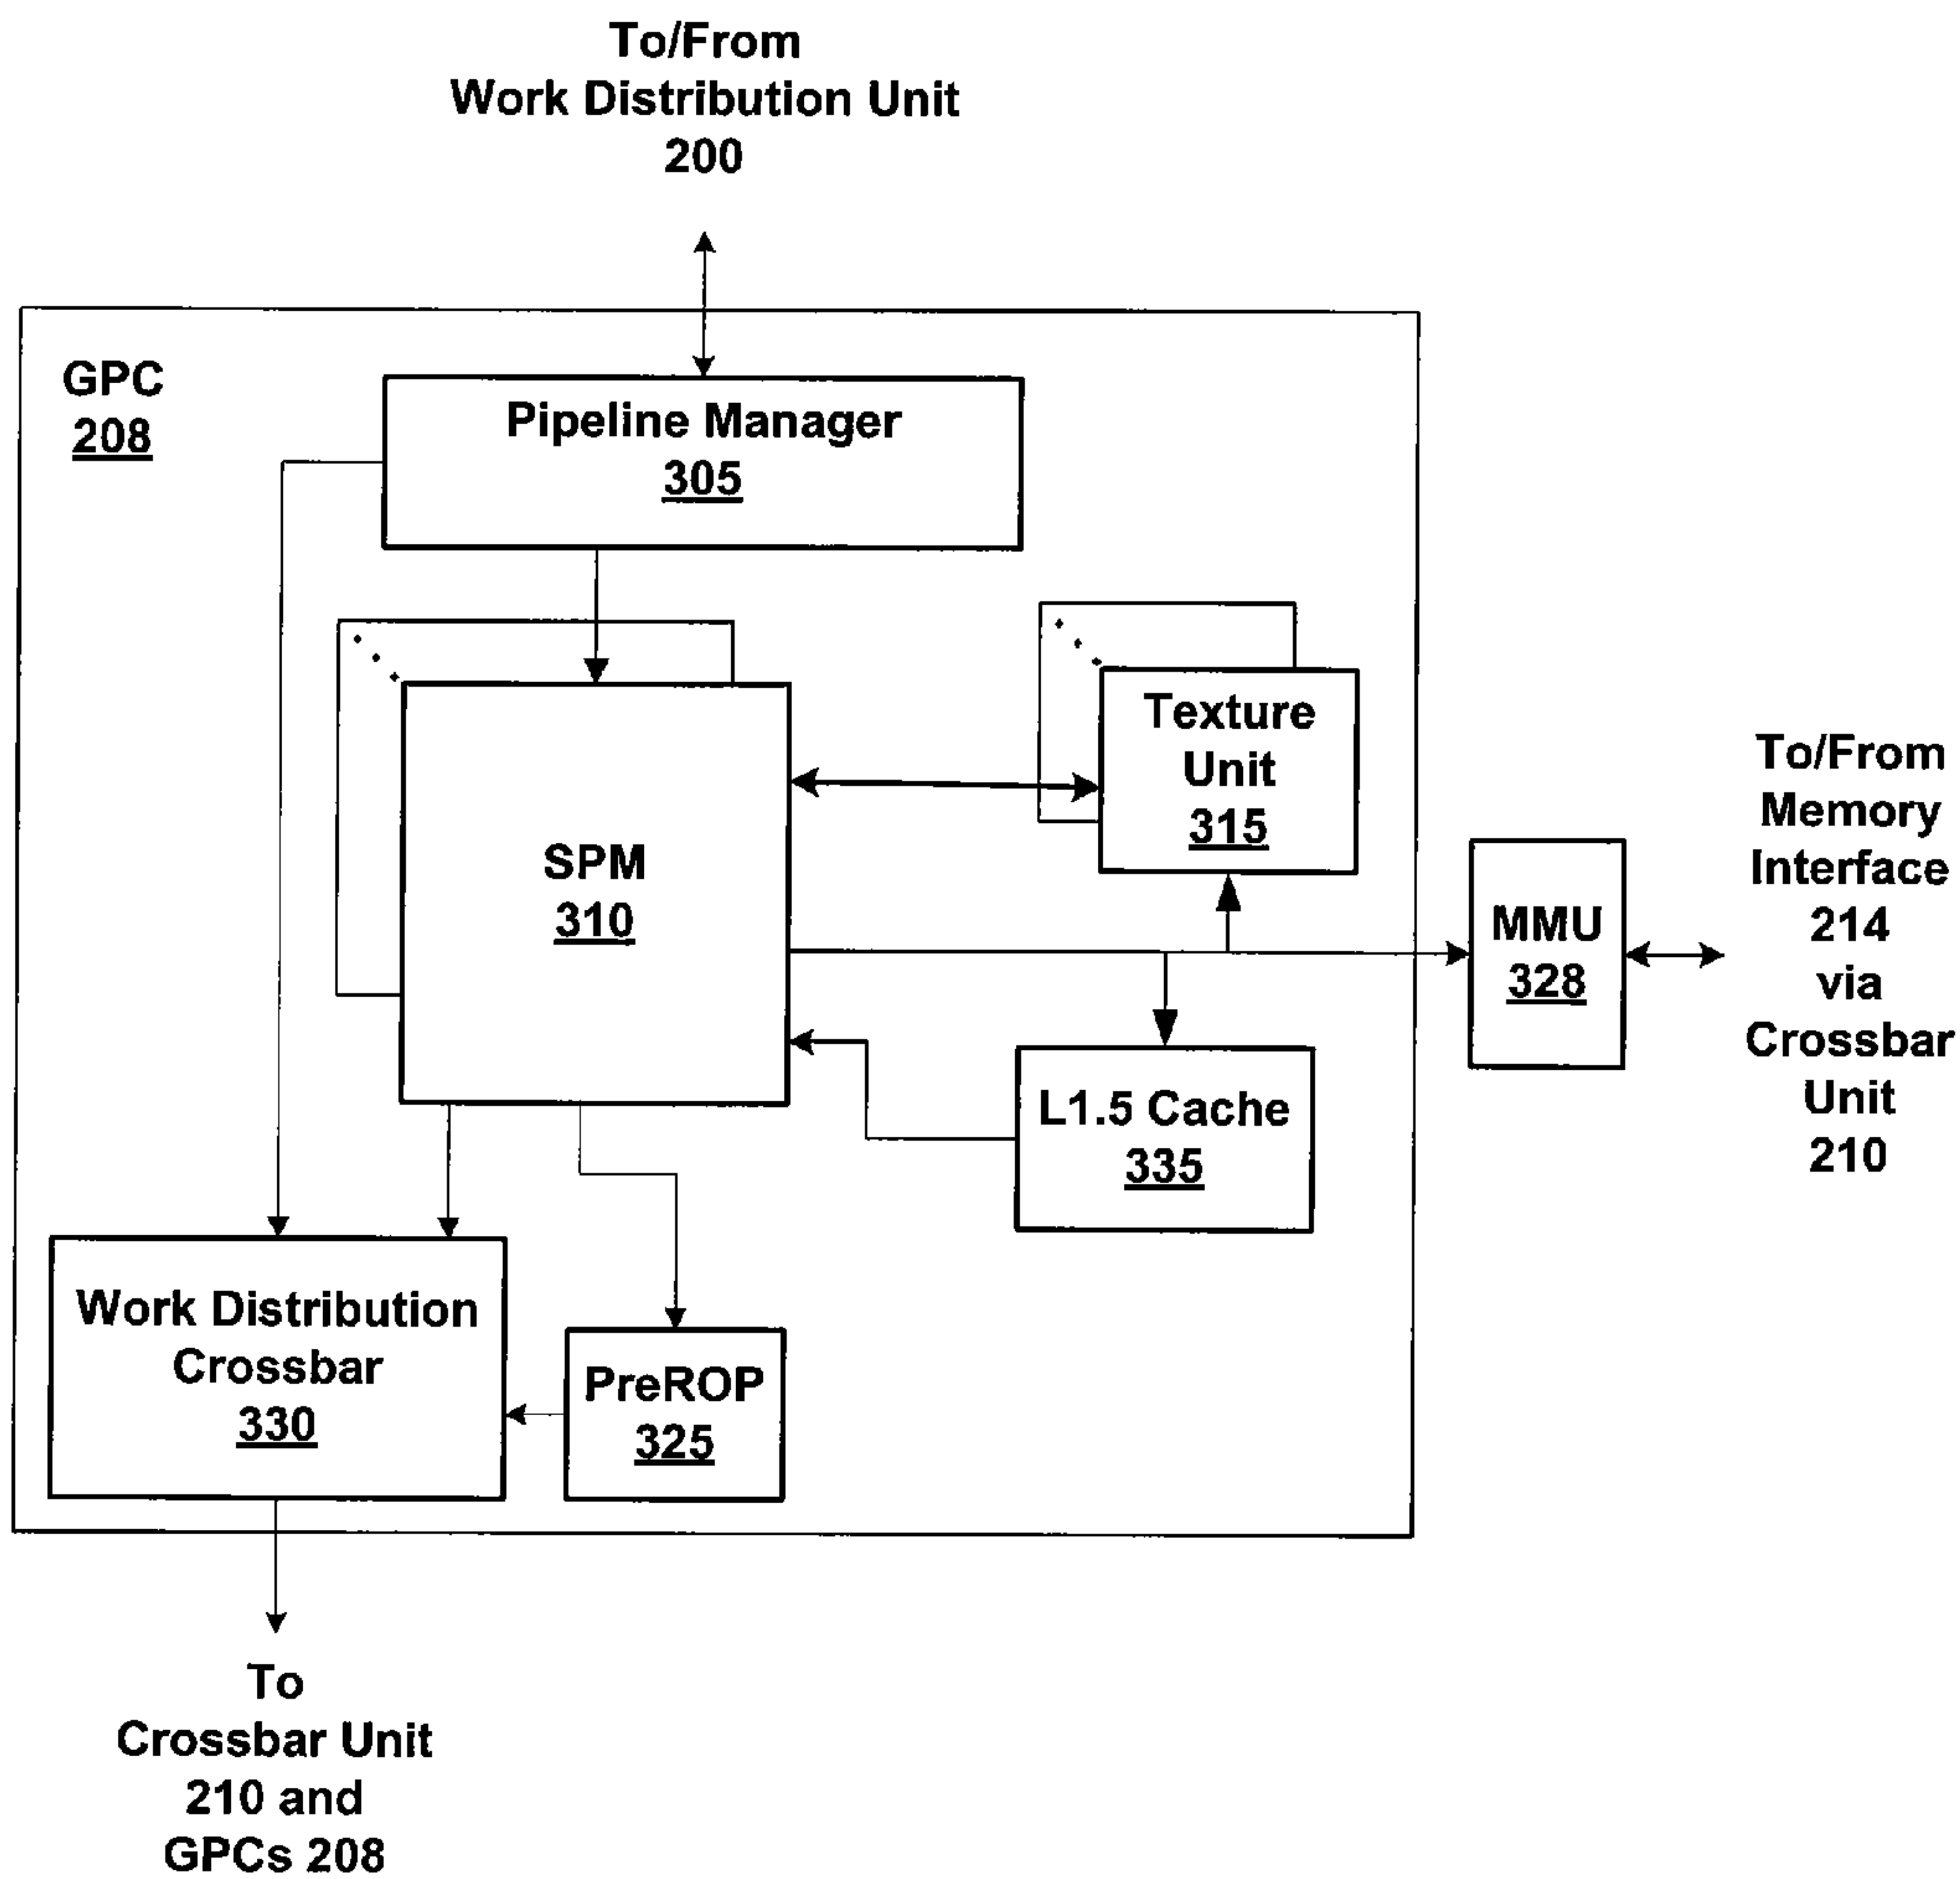 To/From
Work Distribution Unit
200
GPC
208
Pipeline Manager
305
Texture
Unit
315
SPM
310
To/From
Memory
Interface
214
via
Crossbar
Unit
210
MMU
328
L1.5 Cache
335
Work Distribution
Crossbar
330
PreROP
325
To
Crossbar Unit
210 and
GPCs 208